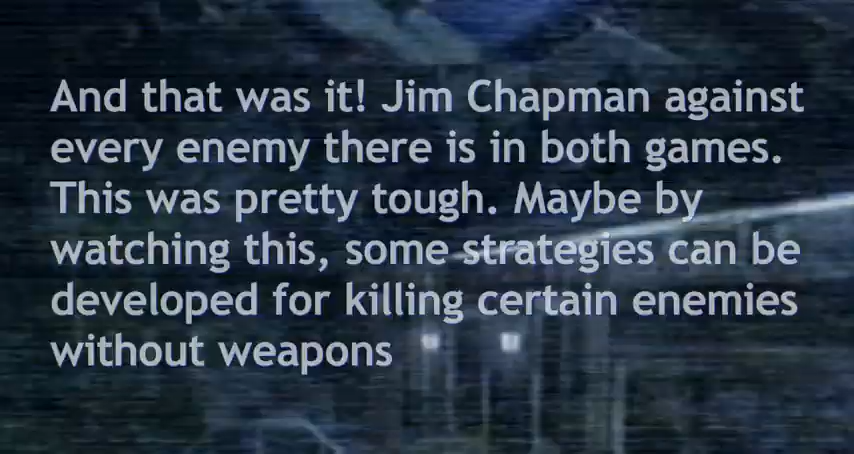 And that was it! Jim Chapman against
every enemy there is in both games.
This was pretty tough. Maybe by
watching this, some strategies can be
developed for killing certain enemies
without weapons